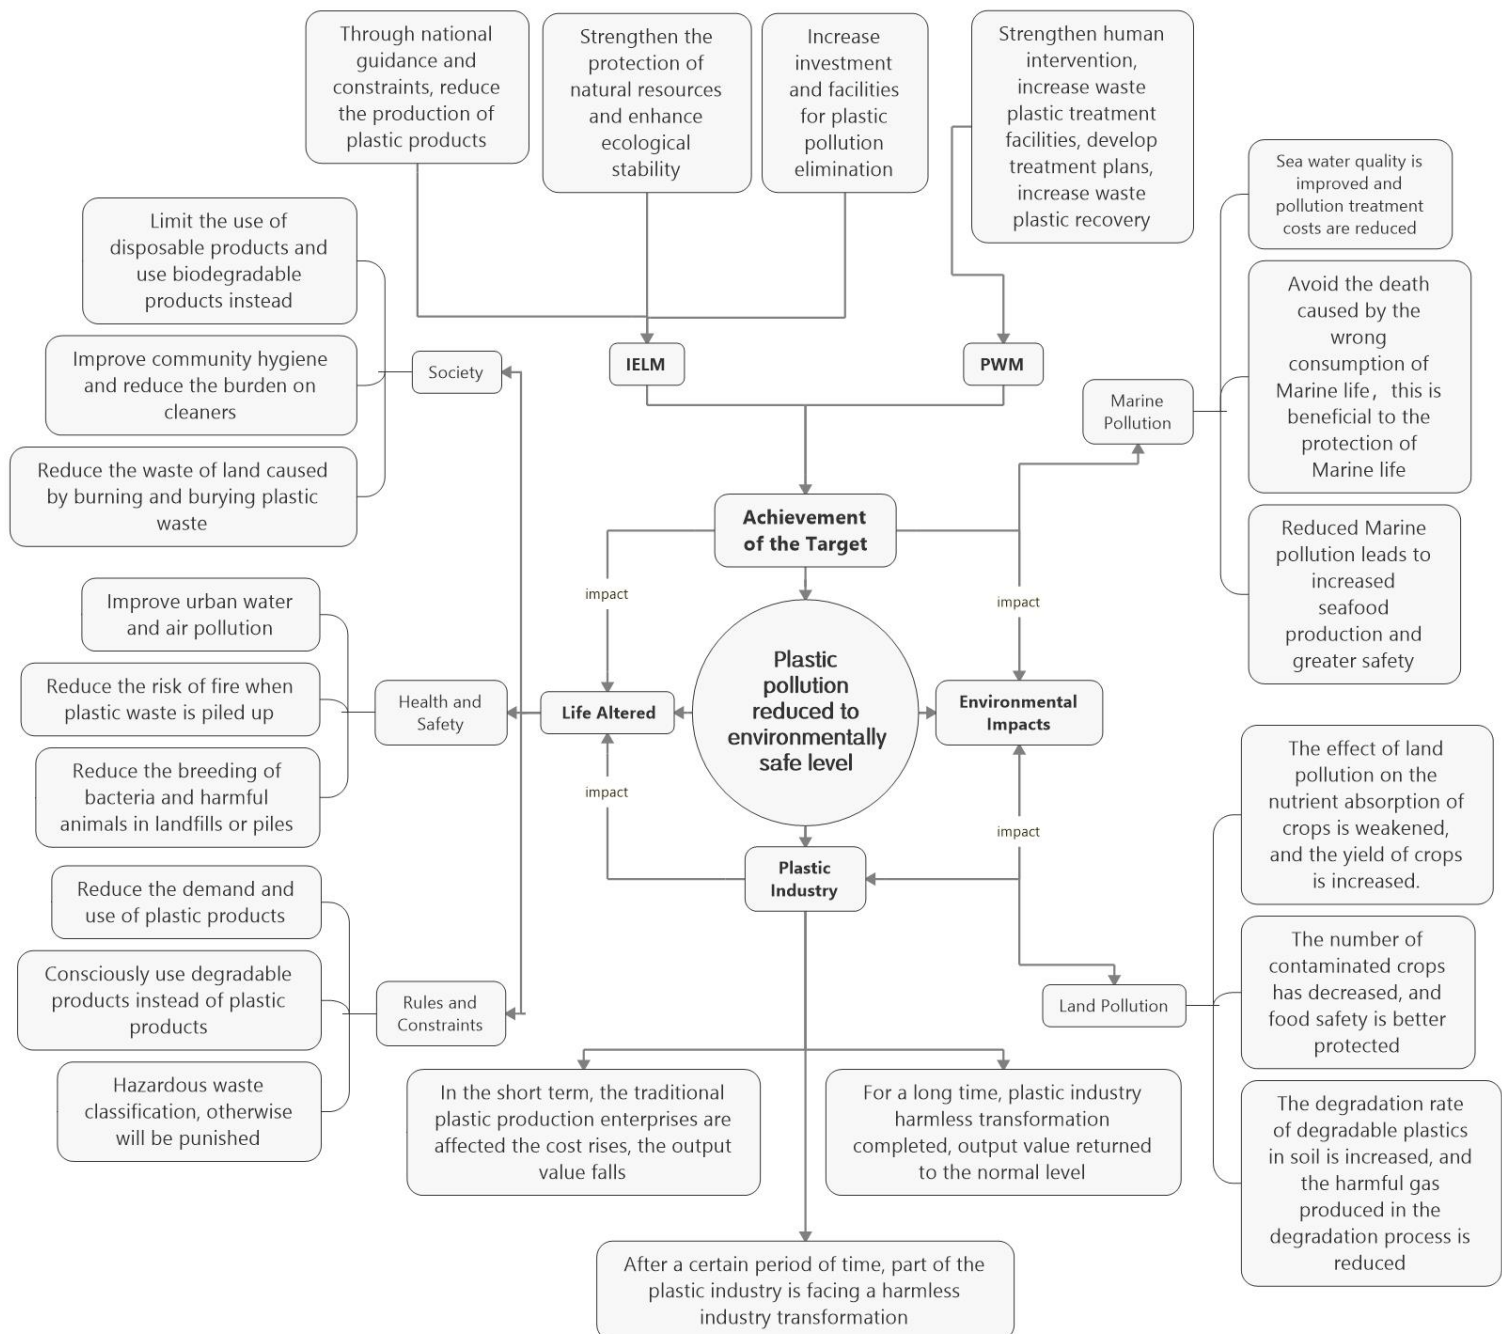 Through national
guidance and
constraints, reduce
the production of
plastic products
Strengthen the
protection of
natural resources
and enhance
ecological
stability
Increase
investment
and facilities
for plastic
pollution
elimination
Strengthen human
intervention,
increase waste
plastic treatment
facilities, develop
treatment plans,
increase waste
plastic recovery
Sea water quality is
improved and
pollution treatment
costs are reduced
Limit the use of
disposable products and
use biodegradable
products instead
Improve community hygiene
and reduce the burden on
cleaners
Reduce the waste of land caused
by burning and burying plastic
waste
Society
IELM
PWM
Marine
Pollution
Avoid the death
caused by the
wrong
consumption of
Marine life，this is
beneficial to the
protection of
Marine life
Reduced Marine
pollution leads to
increased
seafood
production and
greater safety
Achievement
of the Target
impact
impact
Improve urban water
and air pollution
Reduce the risk of fire when
plastic waste is piled up
Reduce the breeding of
bacteria and harmful
animals in landfills or piles
Health and
Safety
Life Altered
Plastic
pollution
reduced to
environmentally
safe level
Environmental
Impacts
impact
impact
Plastic
Industry
The effect of land
pollution on the
nutrient absorption of
crops is weakened,
and the yield of crops
is increased.
The number of
contaminated crops
has decreased, and
food safety is better
protected
The degradation rate
of degradable plastics
in soil is increased, and
the harmful gas
produced in the
degradation process is
reduced
Land Pollution
Reduce the demand and
use of plastic products
Consciously use degradable
products instead of plastic
products
Hazardous waste
classification, otherwise
will be punished
Rules and
Constraints
In the short term, the traditional
plastic production enterprises are
affected the cost rises, the output
value falls
For a long time, plastic industry
harmless transformation
completed, output value returned
to the normal level
After a certain period of time, part of the
plastic industry is facing a harmless
industry transformation